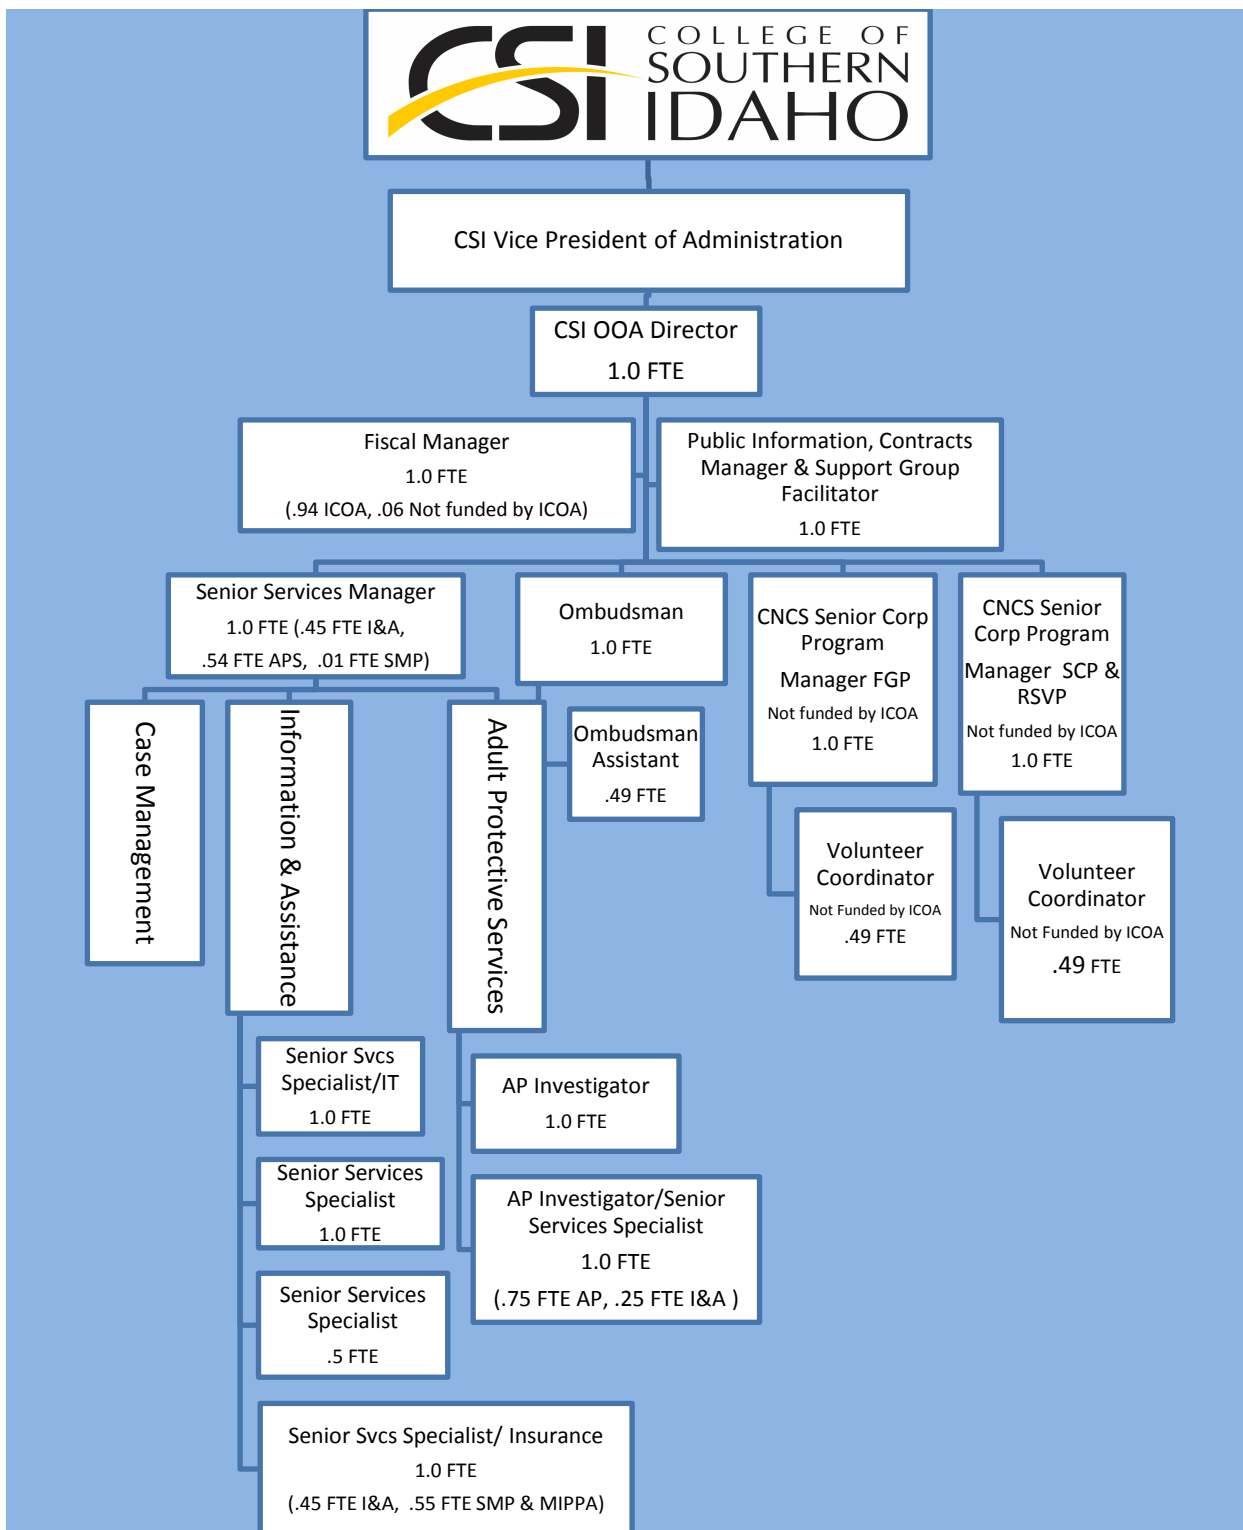 CSI
COLLEGE OF
SOUTHERN
IDAHO
CSI Vice President of Administration
CSI OOA Director
1.0 FTE
Fiscal Manager
1.0 FTE
(.94 ICOA, .06 Not funded by ICOA)
Public Information, Contracts
Manager & Support Group
Facilitator
1.0 FTE
Senior Services Manager
1.0 FTE (.45 FTE I&A,
.54 FTE APS, .01 FTE SMP)
Ombudsman
1.0 FTE
CNCS Senior Corp
Program
Manager FGP
Not funded by ICOA
1.0 FTE
CNCS Senior
Corp Program
Manager SCP &
RSVP
Not funded by ICOA
1.0 FTE
Case Management
Information & Assistance
Adult Protective Services
Ombudsman
Assistant
.49 FTE
Volunteer
Coordinator
Not Funded by ICOA
.49 FTE
Volunteer
Coordinator
Not Funded by ICOA
.49 FTE
Senior Svcs
Specialist/IT
1.0 FTE
Senior Services
Specialist
1.0 FTE
Senior Services
Specialist
.5 FTE
Senior Svcs Specialist/ Insurance
1.0 FTE
(.45 FTE I&A, .55 FTE SMP & MIPPA)
AP Investigator
1.0 FTE
AP Investigator/Senior
Services Specialist
1.0 FTE
(.75 FTE AP, .25 FTE I&A )